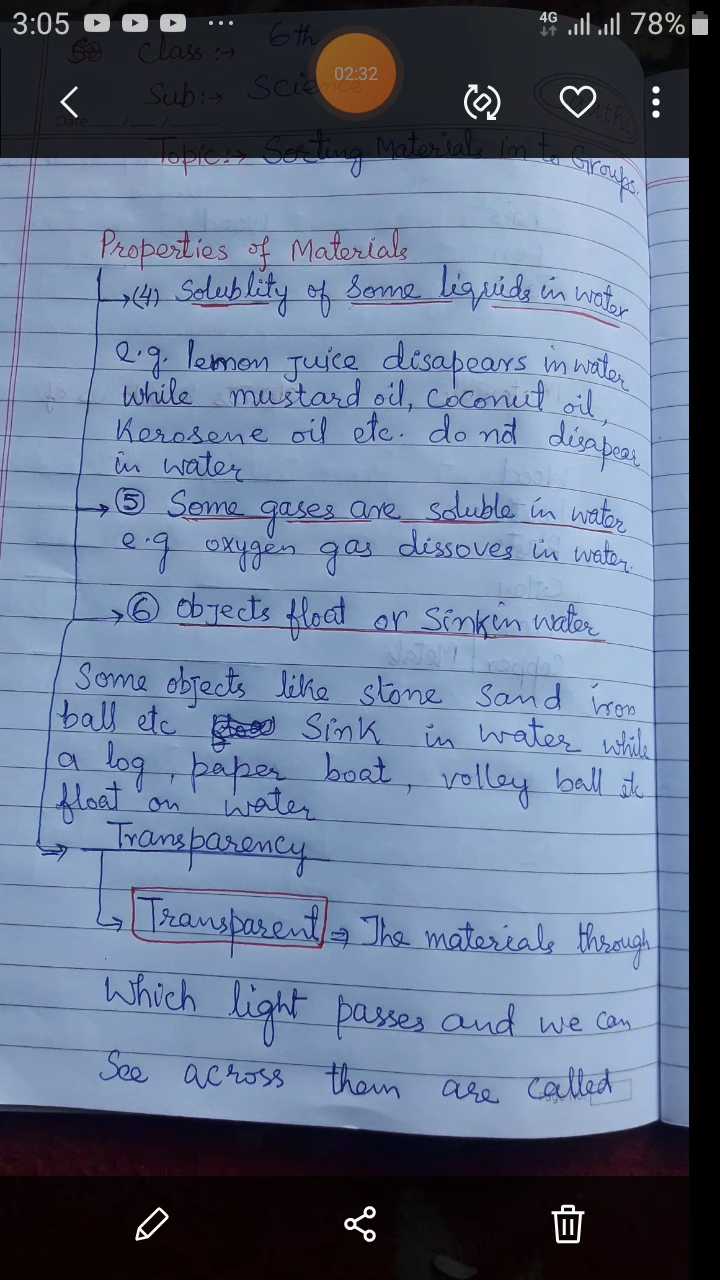 3:05 ... 4G 78%
6th
Class :→
02:32
Sub :→ Science
Date
Topic :→ Sorting Materials in to Groups.
Properties of Materials
→(4) Solublity of Some liquids in water
e.g. lemon juice disapears in water
while mustard oil, coconut oil,
Kerosene oil etc. do not disapear
in water
→ ⑤ Some gases are soluble in water
e.g oxygen gas dissoves in water.
→ ⑥ objects float or Sink in water
Some objects like stone sand iron
ball etc Sink in water while
a log, paper boat, volley ball etc
float on water
→ Transparency
→ Transparent ⇒ The materials through
Which light passes and we can
See across them are called